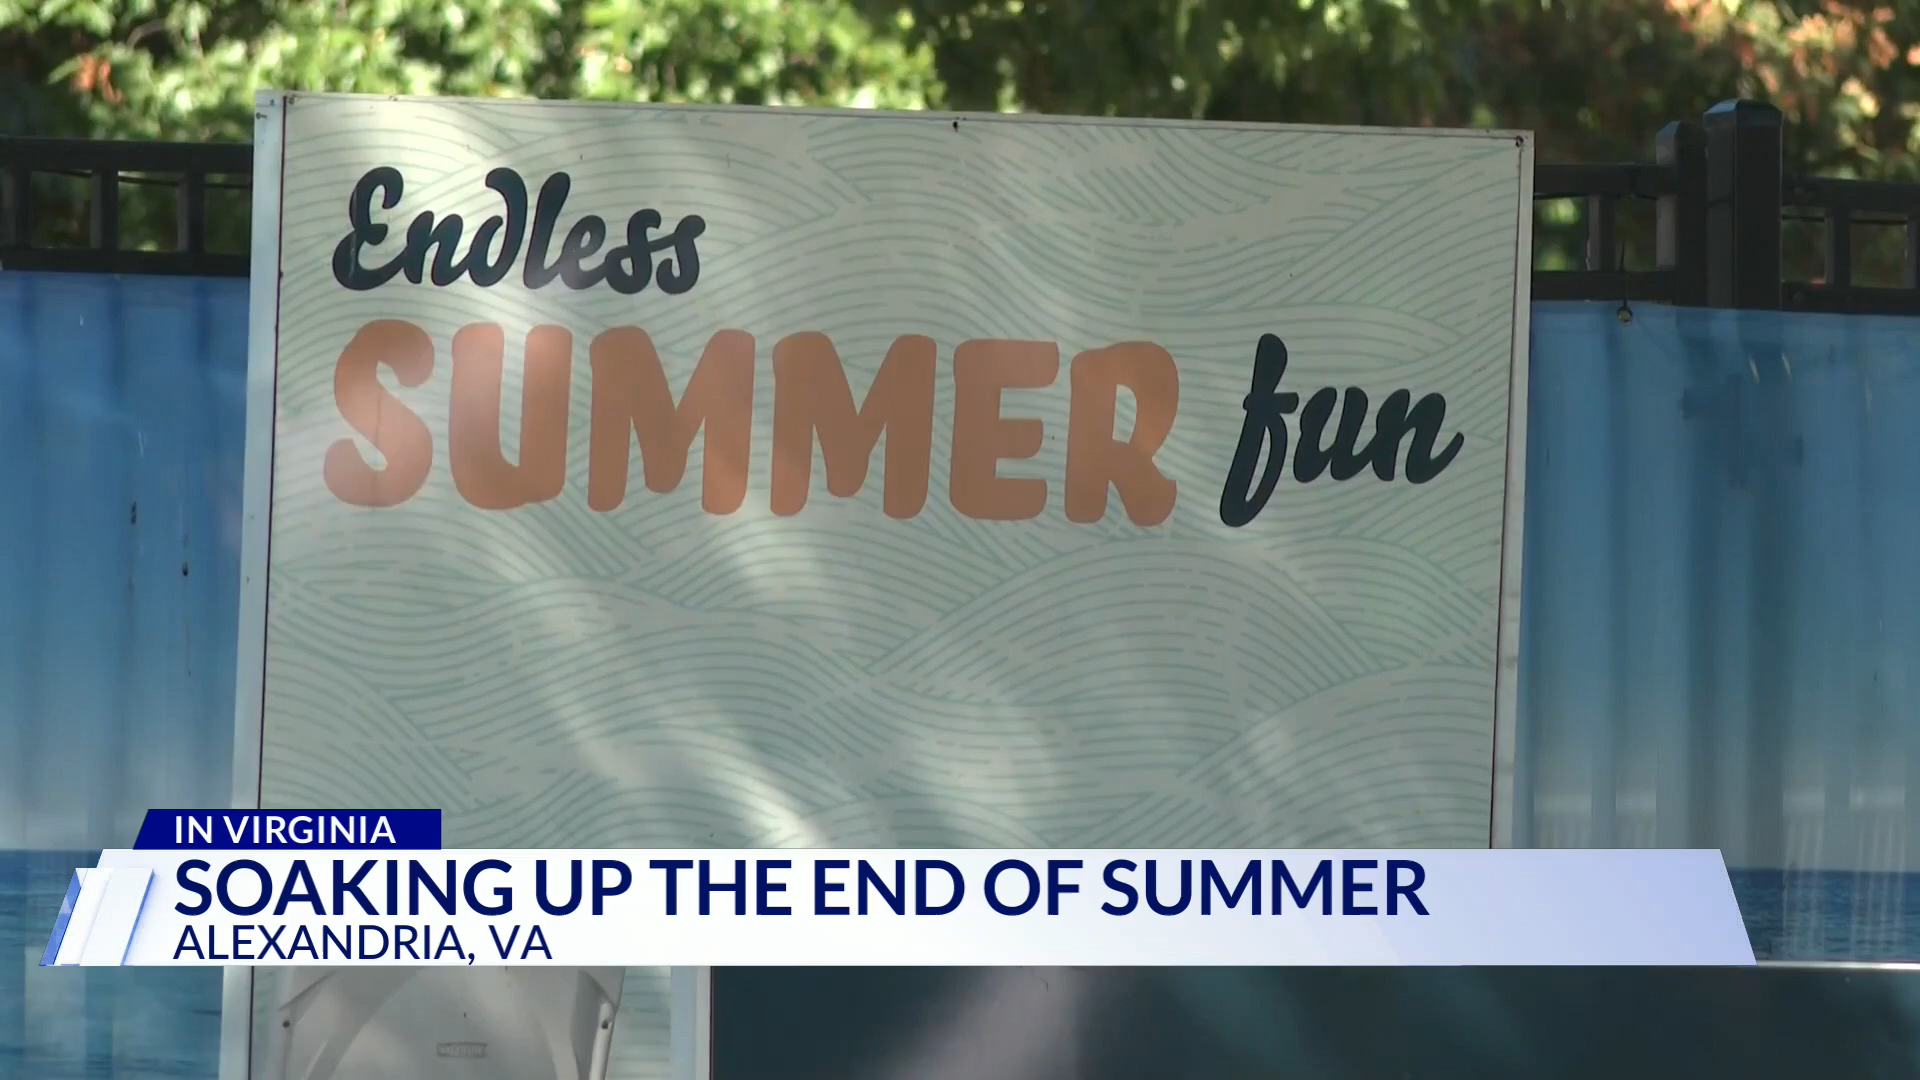 Endless
SUMMER fun
IN VIRGINIA
SOAKING UP THE END OF SUMMER
ALEXANDRIA, VA